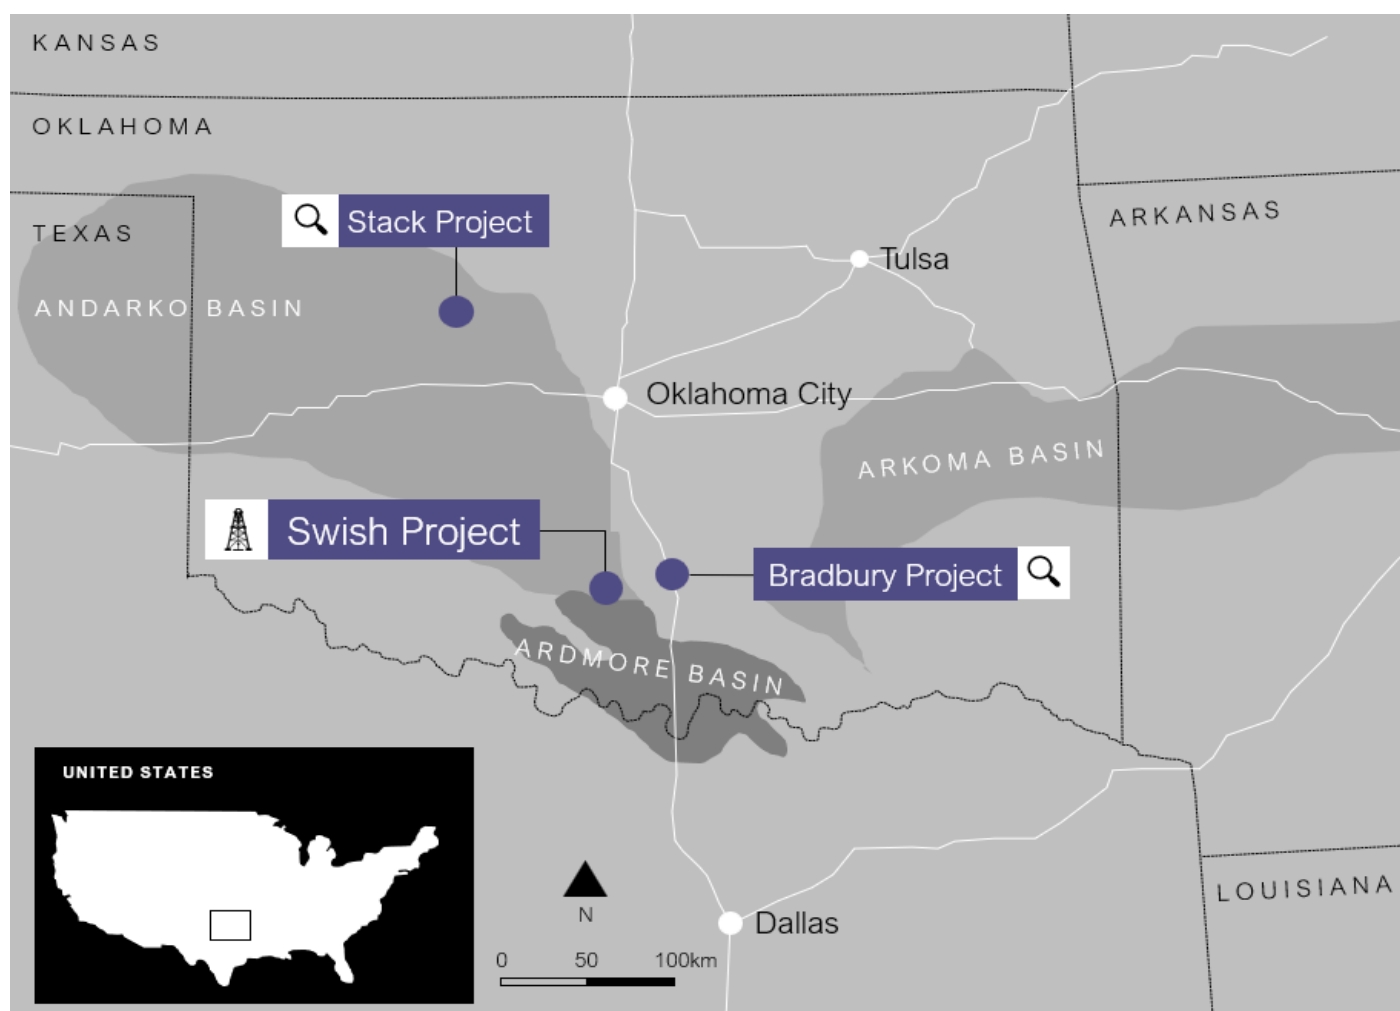 KANSAS
OKLAHOMA
TEXAS
ARKANSAS
Stack Project
Tulsa
ANDARKO BASIN
Oklahoma City
ARKOMA BASIN
Swish Project
Bradbury Project
ARDMORE BASIN
UNITED STATES
LOUISIANA
N
Dallas
0 50 100km